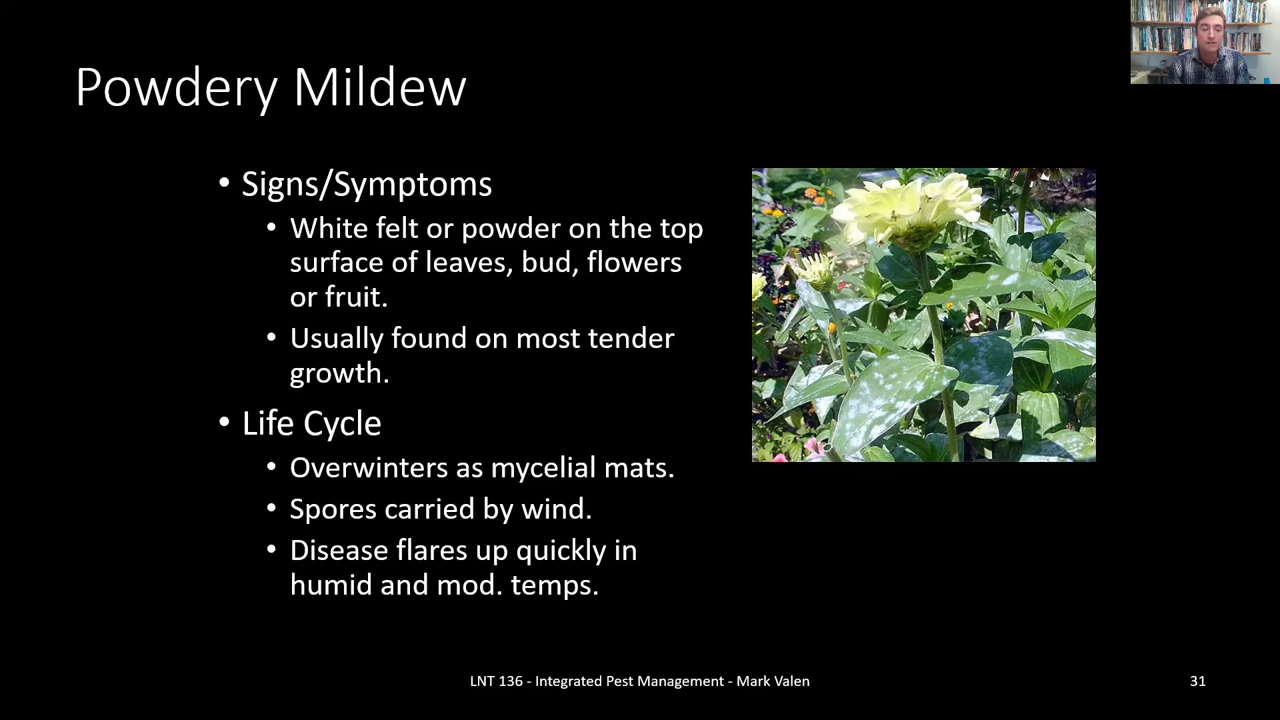 Powdery Mildew
• Signs/Symptoms
• White felt or powder on the top
surface of leaves, bud, flowers
or fruit.
• Usually found on most tender
growth.
• Life Cycle
• Overwinters as mycelial mats.
• Spores carried by wind.
• Disease flares up quickly in
humid and mod. temps.
LNT 136 - Integrated Pest Management - Mark Valen
31